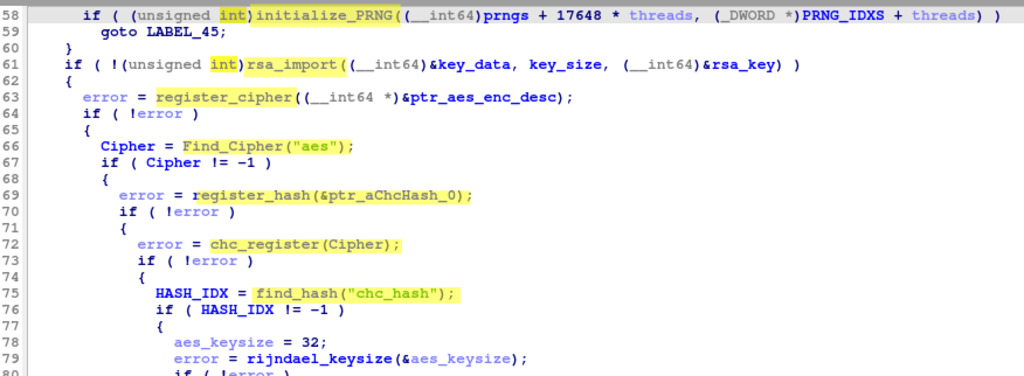 58 if ( (unsigned int)initialize_PRNG((__int64)prngs + 17648 * threads, (_DWORD *)PRNG_IDXS + threads) )
59 goto LABEL_45;
60 }
61 if ( !(unsigned int)rsa_import((__int64)&key_data, key_size, (__int64)&rsa_key) )
62 {
63 error = register_cipher((__int64 *)&ptr_aes_enc_desc);
64 if ( !error )
65 {
66 Cipher = Find_Cipher("aes");
67 if ( Cipher != -1 )
68 {
69 error = register_hash(&ptr_aChcHash_0);
70 if ( !error )
71 {
72 error = chc_register(Cipher);
73 if ( !error )
74 {
75 HASH_IDX = find_hash("chc_hash");
76 if ( HASH_IDX != -1 )
77 {
78 aes_keysize = 32;
79 error = rijndael_keysize(&aes_keysize);
80 if ( !error )